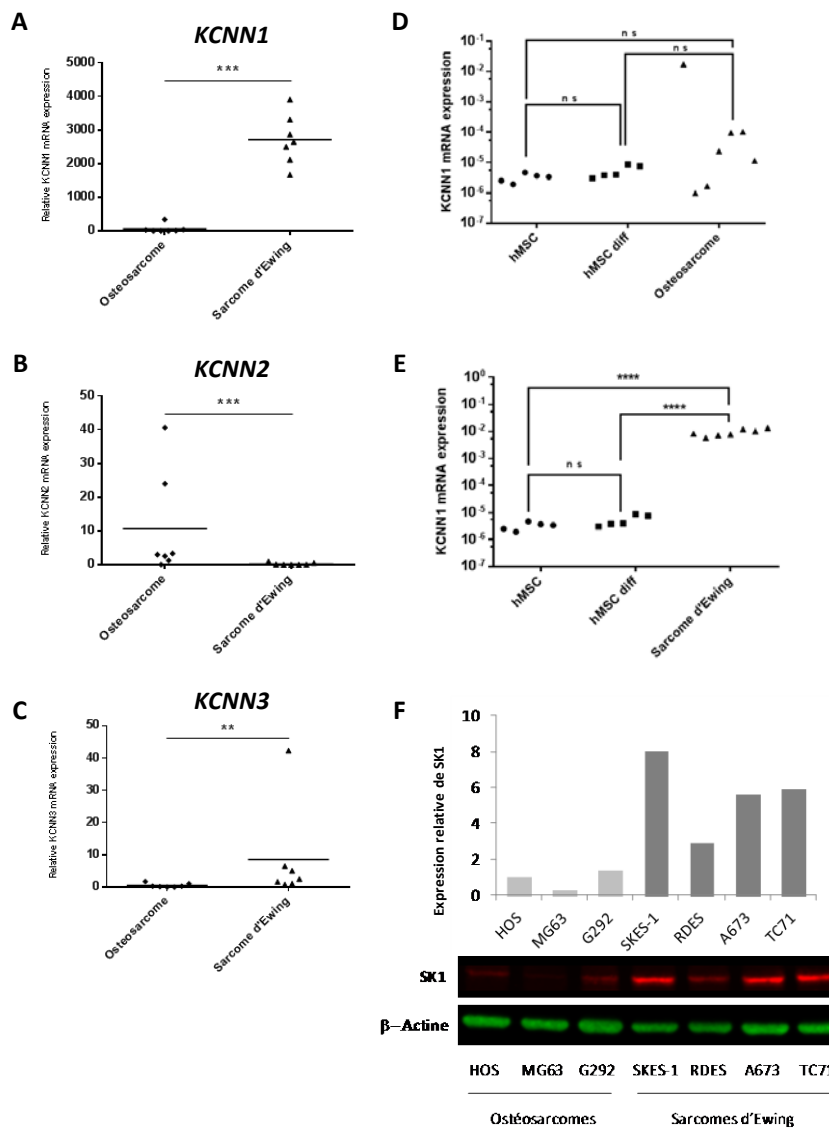 A
KCNN1
Relative KCNN1 mRNA expression
5000
4000
3000
2000
1000
0
***
Osteosarcome
Sarcome d'Ewing
B
KCNN2
Relative KCNN2 mRNA expression
50
40
30
20
10
0
***
Osteosarcome
Sarcome d'Ewing
C
KCNN3
Relative KCNN3 mRNA expression
50
40
30
20
10
0
**
Ostéosarcome
Sarcome d'Ewing
D
KCNN1 mRNA expression
10-1
10-2
10-3
10-4
10-5
10-6
10-7
n s
n s
n s
hMSC
hMSC diff
Osteosarcome
E
KCNN1 mRNA expression
100
10-1
10-2
10-3
10-4
10-5
10-6
10-7
****
****
n s
hMSC
hMSC diff
Sarcome d'Ewing
F
Expression relative de SK1
10
8
6
4
2
0
HOS
MG63
G292
SKES-1
RDES
A673
TC71
SK1
β-Actine
HOS MG63 G292 SKES-1 RDES A673 TC71
Ostéosarcomes Sarcomes d'Ewing